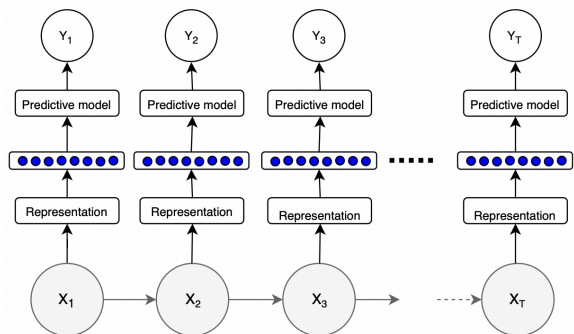 Y1 Y2 Y3 YT
Predictive model Predictive model Predictive model Predictive model
Representation Representation Representation Representation
X1 X2 X3 XT